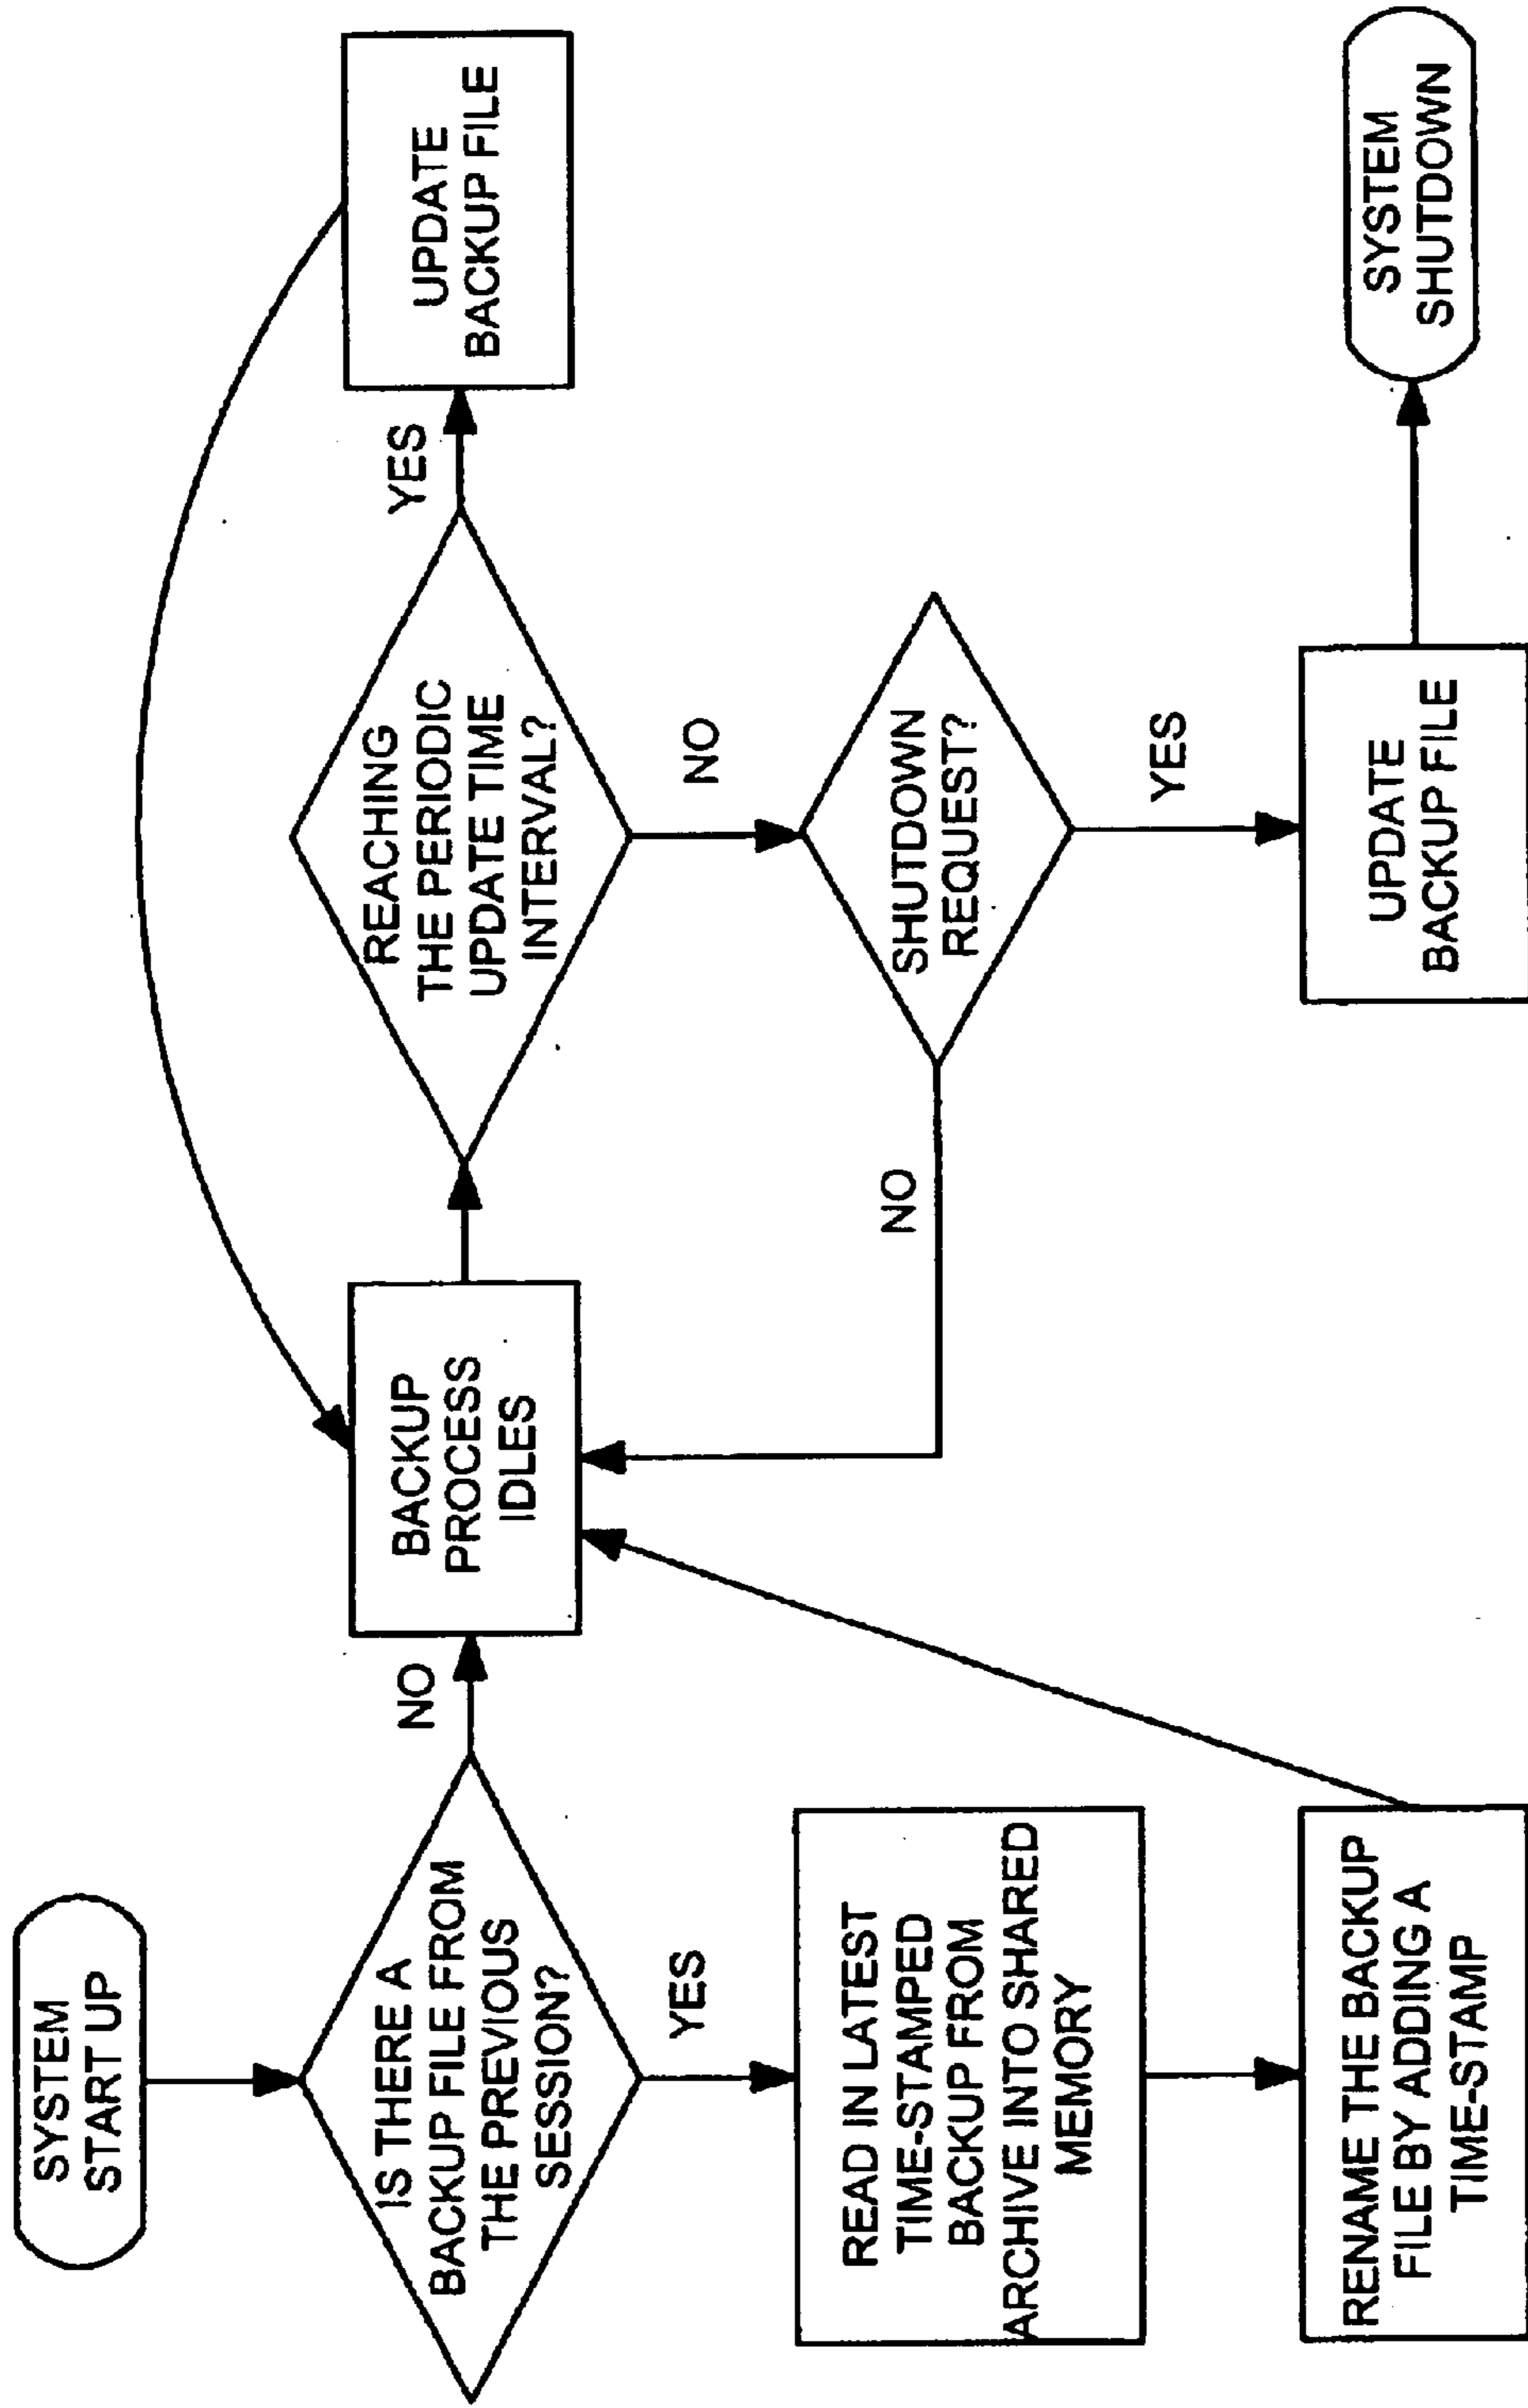 SYSTEM
START UP
IS THERE A
BACKUP FILE FROM
THE PREVIOUS
SESSION?
NO
YES
READ IN LATEST
TIME-STAMPED
BACKUP FROM
ARCHIVE INTO SHARED
MEMORY
RENAME THE BACKUP
FILE BY ADDING A
TIME-STAMP
BACKUP
PROCESS
IDLES
REACHING
THE PERIODIC
UPDATE TIME
INTERVAL?
YES
UPDATE
BACKUP FILE
NO
SHUTDOWN
REQUEST?
NO
YES
UPDATE
BACKUP FILE
SYSTEM
SHUTDOWN